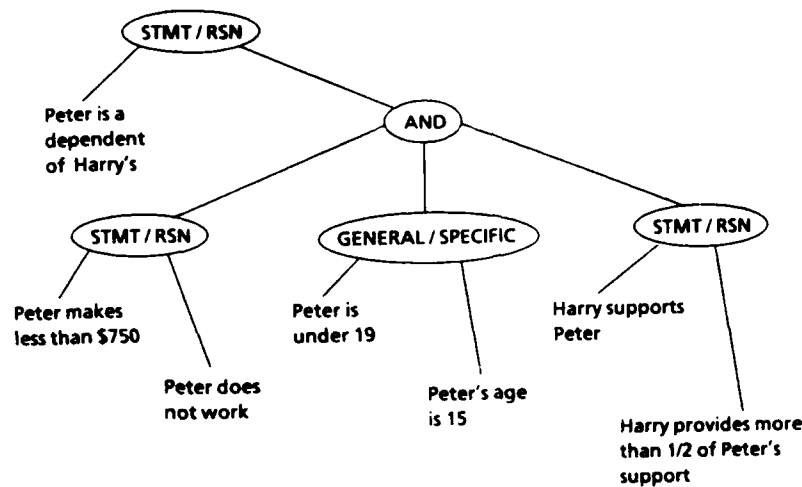 STMT / RSN
Peter is a
dependent
of Harry's
AND
STMT / RSN
GENERAL / SPECIFIC
STMT / RSN
Peter makes
less than $750
Peter is
under 19
Harry supports
Peter
Peter does
not work
Peter's age
is 15
Harry provides more
than 1/2 of Peter's
support